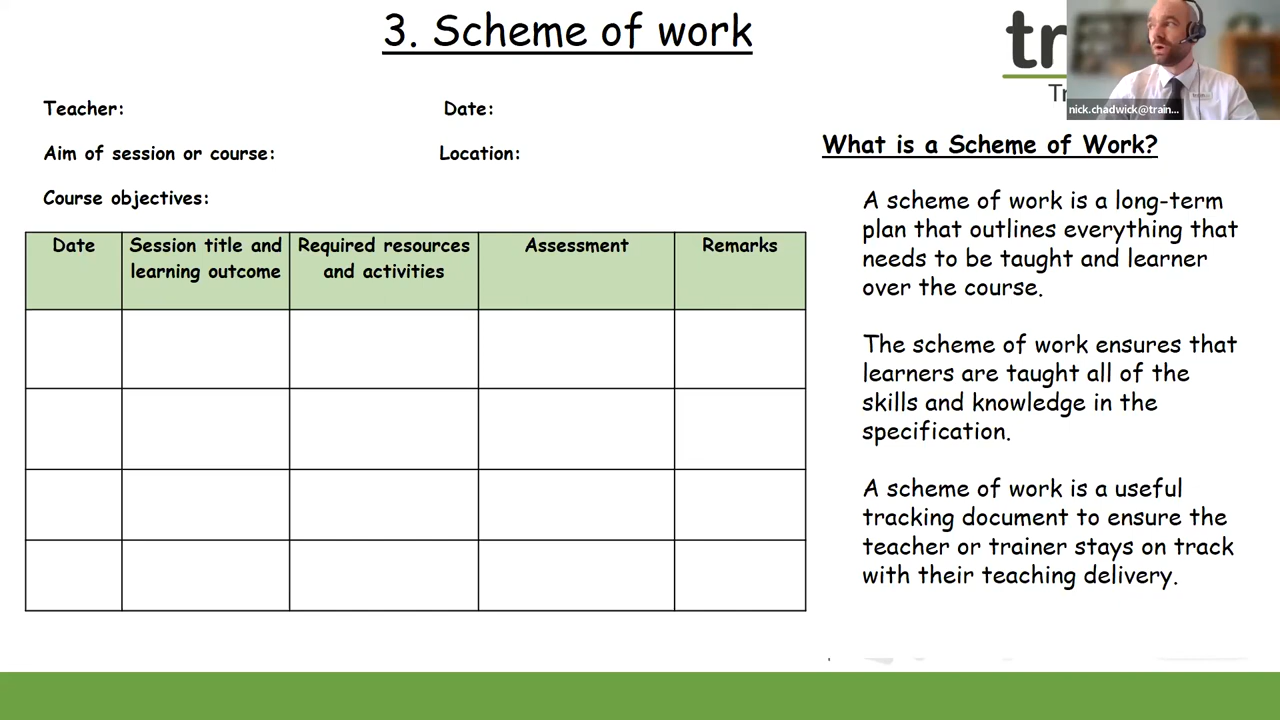 3. Scheme of work
tr
Tr
nick.chadwick@train...
Teacher:
Date:
Aim of session or course:
Location:
Course objectives:
Date
Session title and
learning outcome
Required resources
and activities
Assessment
Remarks
What is a Scheme of Work?
A scheme of work is a long-term
plan that outlines everything that
needs to be taught and learner
over the course.
The scheme of work ensures that
learners are taught all of the
skills and knowledge in the
specification.
A scheme of work is a useful
tracking document to ensure the
teacher or trainer stays on track
with their teaching delivery.